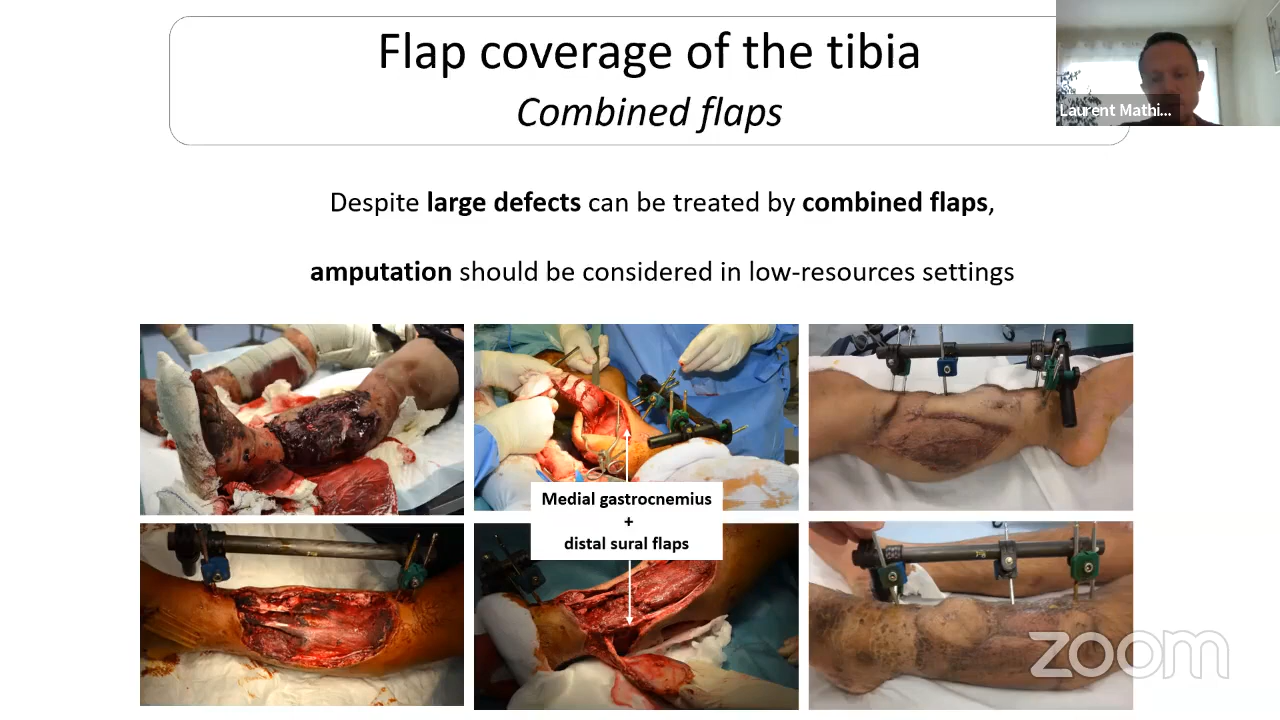 Flap coverage of the tibia
Combined flaps
Laurent Mathi...
Despite large defects can be treated by combined flaps,
amputation should be considered in low-resources settings
Medial gastrocnemius
+
distal sural flaps
zoom